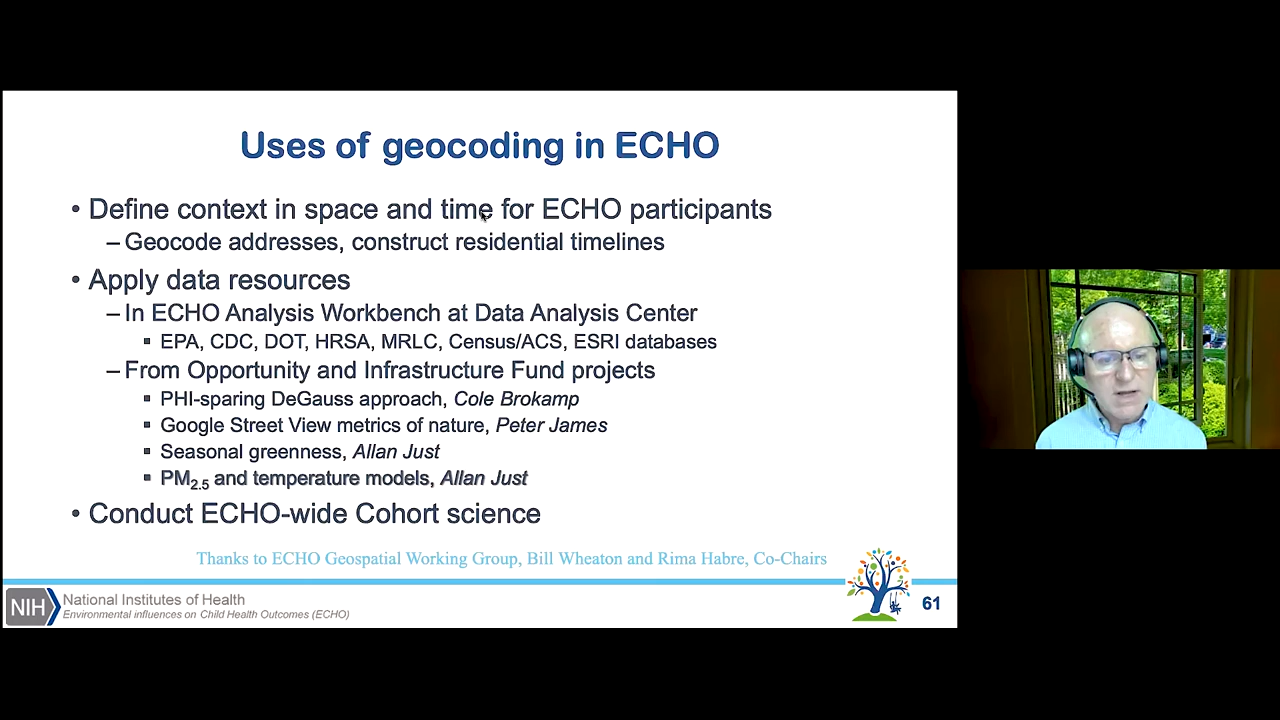 Uses of geocoding in ECHO
• Define context in space and time for ECHO participants
– Geocode addresses, construct residential timelines
• Apply data resources
– In ECHO Analysis Workbench at Data Analysis Center
▪ EPA, CDC, DOT, HRSA, MRLC, Census/ACS, ESRI databases
– From Opportunity and Infrastructure Fund projects
▪ PHI-sparing DeGauss approach, Cole Brokamp
▪ Google Street View metrics of nature, Peter James
▪ Seasonal greenness, Allan Just
▪ PM2.5 and temperature models, Allan Just
• Conduct ECHO-wide Cohort science
Thanks to ECHO Geospatial Working Group, Bill Wheaton and Rima Habre, Co-Chairs
NIH National Institutes of Health
Environmental influences on Child Health Outcomes (ECHO)
61